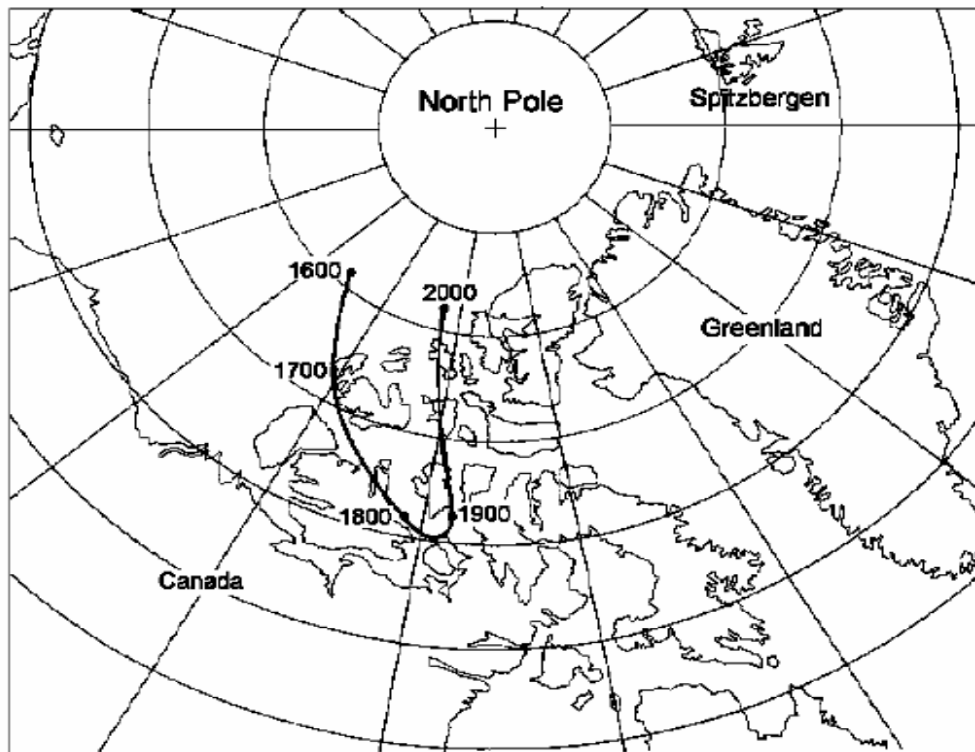 North Pole
Spitzbergen
1600
2000
Greenland
1700
1800
1900
Canada